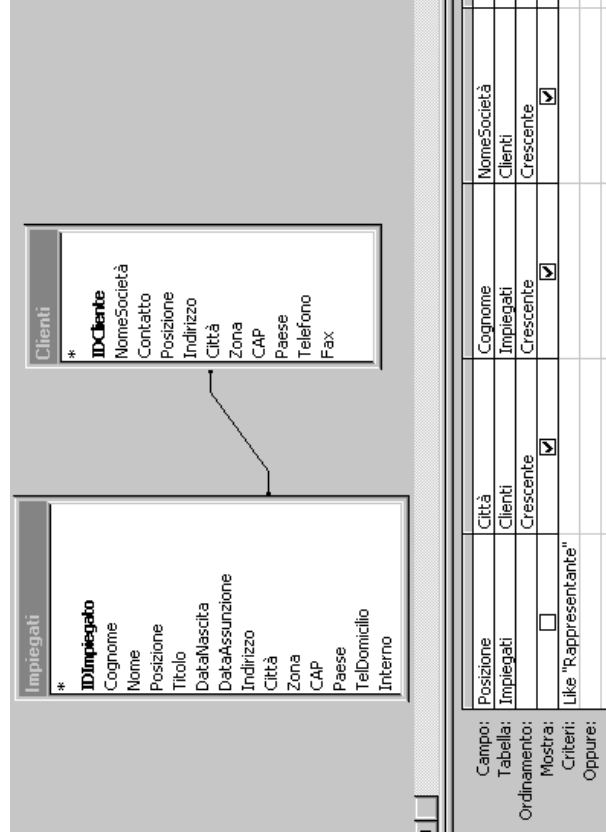 Impiegati
*
IDImpiegato
Cognome
Nome
Posizione
Titolo
DataNascita
DataAssunzione
Indirizzo
Città
Zona
CAP
Paese
TelDomicilio
Interno
Clienti
*
IDCliente
NomeSocietà
Contatto
Posizione
Indirizzo
Città
Zona
CAP
Paese
Telefono
Fax
Campo: Posizione Città Cognome NomeSocietà
Tabella: Impiegati Clienti Impiegati Clienti
Ordinamento: Crescente Crescente Crescente
Mostra:
Criteri: Like "Rappresentante"
Oppure: